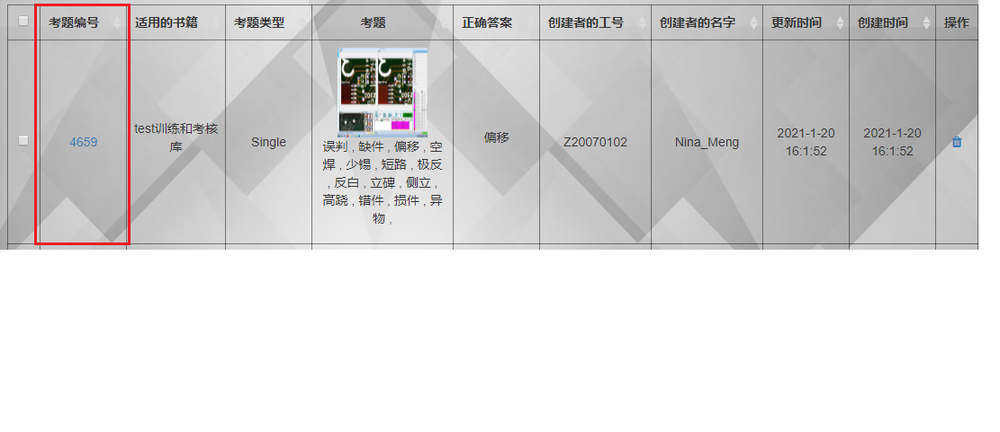 考题编号 适用的书籍 考题类型 考题 正确答案 创建者的工号 创建者的名字 更新时间 创建时间 操作
4659
test训练和考核
库
Single
误判 , 缺件 , 偏移 , 空
焊 , 少锡 , 短路 , 极反
, 反白 , 立碑 , 侧立 ,
高跷 , 错件 , 损件 , 异
物 ,
偏移
Z20070102
Nina_Meng
2021-1-20
16:1:52
2021-1-20
16:1:52